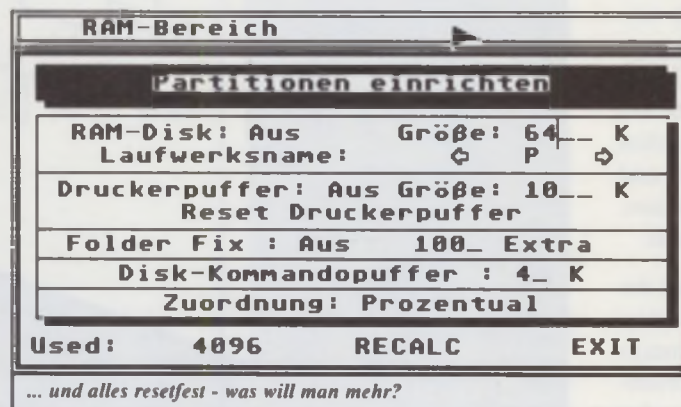 RAM-Bereich
Partitionen einrichten
RAM-Disk: Aus Größe: 64__ K
Laufwerksname: ⇦ P ⇨
Druckerpuffer: Aus Größe: 10__ K
Reset Druckerpuffer
Folder Fix : Aus 100_ Extra
Disk-Kommandopuffer : 4_ K
Zuordnung: Prozentual
Used: 4096 RECALC EXIT
... und alles resetfest - was will man mehr?